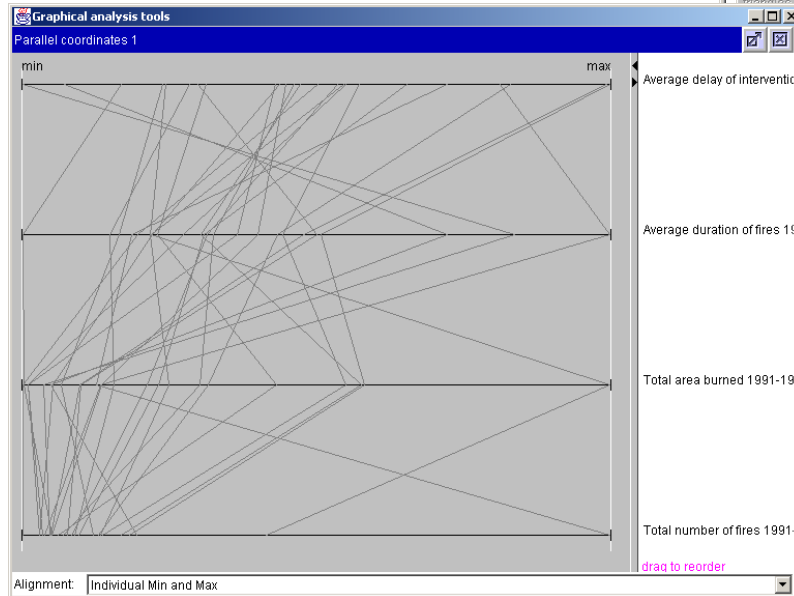 Graphical analysis tools
Parallel coordinates 1
min max
Average delay of interventic
Average duration of fires 19
Total area burned 1991-19
Total number of fires 1991-
drag to reorder
Alignment: Individual Min and Max